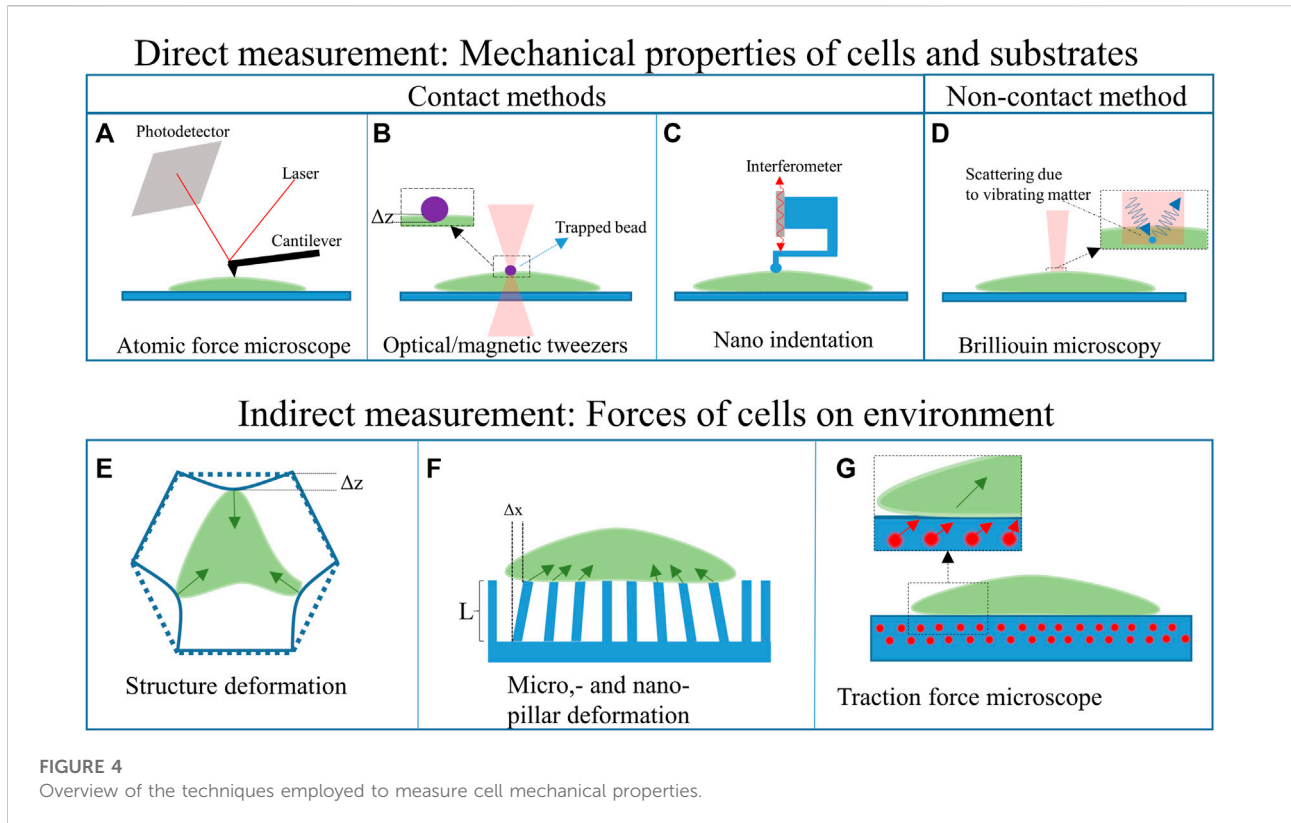 Direct measurement: Mechanical properties of cells and substrates
Contact methods
Non-contact method
A
Photodetector
Laser
Cantilever
Atomic force microscope
B
Δz
Trapped bead
Optical/magnetic tweezers
C
Interferometer
Nano indentation
D
Scattering due
to vibrating matter
Brilliouin microscopy
Indirect measurement: Forces of cells on environment
E
Δz
Structure deformation
F
Δx
L
Micro,- and nano-
pillar deformation
G
Traction force microscope
FIGURE 4
Overview of the techniques employed to measure cell mechanical properties.